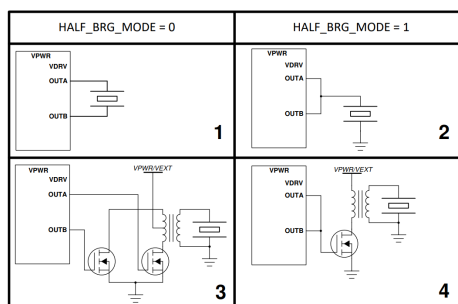 HALF_BRG_MODE = 0
HALF_BRG_MODE = 1
VPWR
VDRV
OUTA
OUTB
1
VPWR
VDRV
OUTA
OUTB
2
VPWR
VDRV
OUTA
OUTB
VPWR/VEXT
3
VPWR
VDRV
OUTA
OUTB
VPWR/VEXT
4